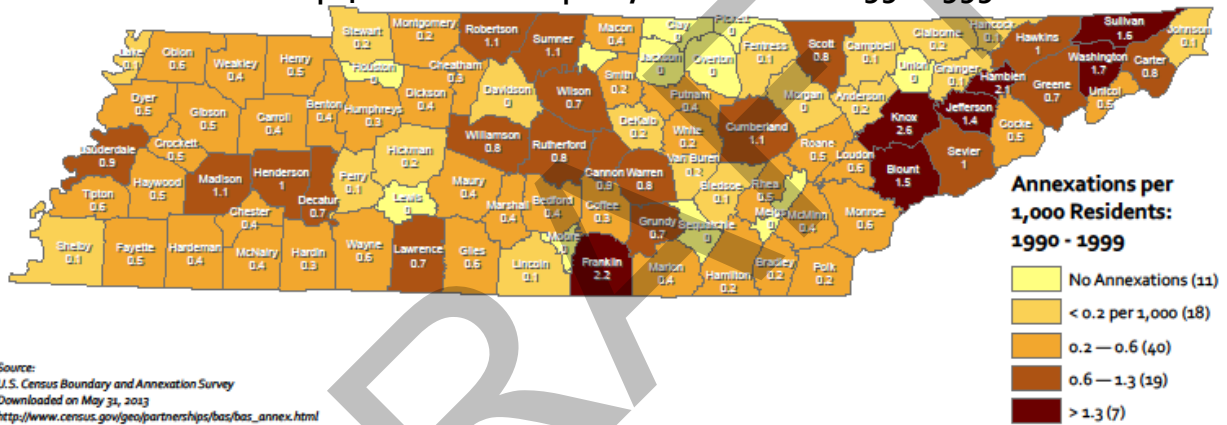 Stewart
0.2
Montgomery
0.2
Robertson
1.1
Sumner
1.1
Macon
0.4
Clay
0
Pickett
0
Fentress
0.1
Scott
0.8
Campbell
0.1
Claiborne
0.2
Hancock
0.1
Hawkins
1
Sullivan
1.6
Johnson
0.1
Lake
0.1
Obion
0.6
Weakley
0.4
Henry
0.5
Houston
0
Cheatham
0.3
Jackson
0
Overton
0
Union
0
Grainger
0.1
Hamblen
2.1
Washington
1.7
Carter
0.8
Dyer
0.5
Gibson
0.5
Carroll
0.4
Benton
0.4
Humphreys
0.3
Dickson
0.4
Davidson
0
Wilson
0.7
Smith
0.2
Putnam
0.4
Morgan
0
Anderson
0.2
Knox
2.6
Jefferson
1.4
Greene
0.7
Unicoi
0.5
Lauderdale
0.9
Crockett
0.5
Madison
1.1
Henderson
1
Decatur
0.7
Perry
0.1
Hickman
0.2
Williamson
0.8
Rutherford
0.8
DeKalb
0.2
White
0.2
Cumberland
1.1
Roane
0.5
Loudon
0.6
Blount
1.5
Sevier
1
Cocke
0.5
Tipton
0.6
Haywood
0.5
Chester
0.4
Lewis
0
Maury
0.4
Marshall
0.4
Bedford
0.4
Cannon
0.9
Coffee
0.3
Warren
0.8
Van Buren
0.2
Bledsoe
0.1
Rhea
0.5
McMinn
0.4
Monroe
0.6
Shelby
0.1
Fayette
0.5
Hardeman
0.4
McNairy
0.4
Hardin
0.3
Wayne
0.6
Lawrence
0.7
Giles
0.6
Lincoln
0.1
Moore
0
Franklin
2.2
Grundy
0.7
Sequatchie
0
Marion
0.4
Hamilton
0.2
Bradley
0.2
Polk
0.2
Annexations per
1,000 Residents:
1990 - 1999
No Annexations (11)
< 0.2 per 1,000 (18)
0.2 — 0.6 (40)
0.6 — 1.3 (19)
> 1.3 (7)
Source:
U.S. Census Boundary and Annexation Survey
Downloaded on May 31, 2013
http://www.census.gov/geo/partnerships/bas/bas_annex.html